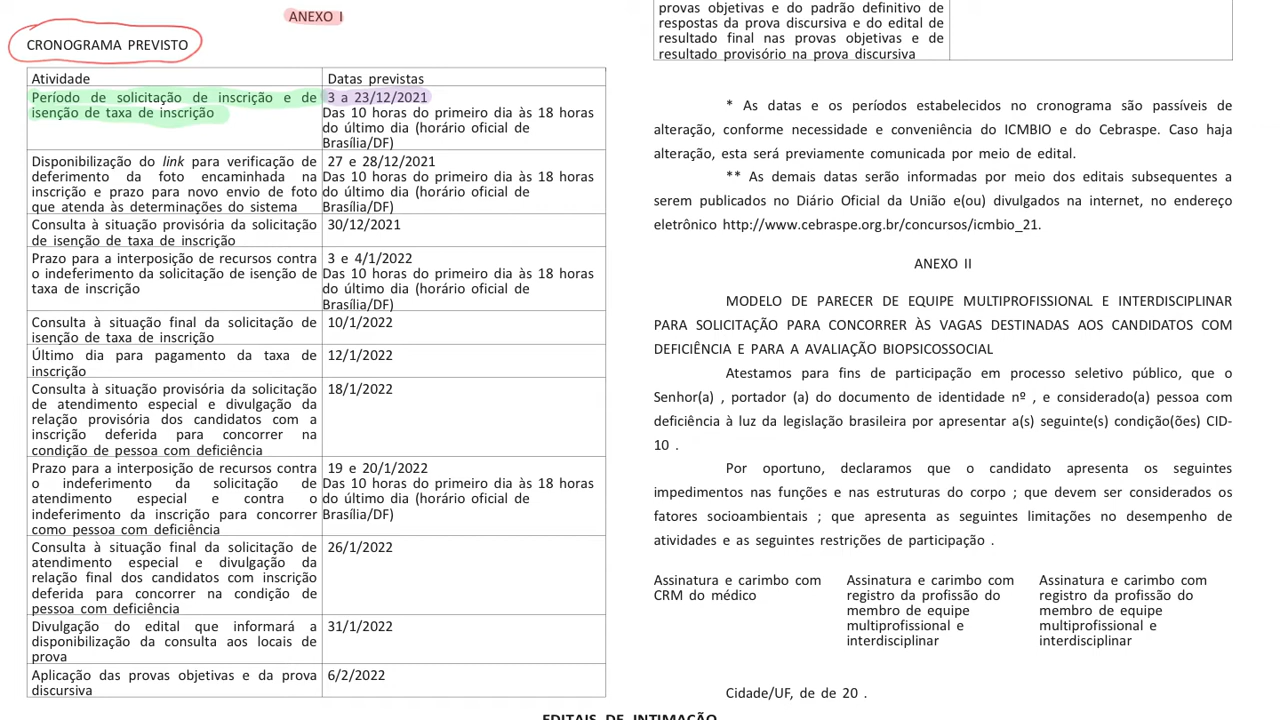 ANEXO I
CRONOGRAMA PREVISTO
Atividade
Datas previstas
Período de solicitação de inscrição e de
isenção de taxa de inscrição
3 a 23/12/2021
Das 10 horas do primeiro dia às 18 horas
do último dia (horário oficial de
Brasília/DF)
Disponibilização do link para verificação de
deferimento da foto encaminhada na
inscrição e prazo para novo envio de foto
que atenda às determinações do sistema
27 e 28/12/2021
Das 10 horas do primeiro dia às 18 horas
do último dia (horário oficial de
Brasília/DF)
Consulta à situação provisória da solicitação
de isenção de taxa de inscrição
30/12/2021
Prazo para a interposição de recursos contra
o indeferimento da solicitação de isenção de
taxa de inscrição
3 e 4/1/2022
Das 10 horas do primeiro dia às 18 horas
do último dia (horário oficial de
Brasília/DF)
Consulta à situação final da solicitação de
isenção de taxa de inscrição
10/1/2022
Último dia para pagamento da taxa de
inscrição
12/1/2022
Consulta à situação provisória da solicitação
de atendimento especial e divulgação da
relação provisória dos candidatos com a
inscrição deferida para concorrer na
condição de pessoa com deficiência
18/1/2022
Prazo para a interposição de recursos contra
o indeferimento da solicitação de
atendimento especial e contra o
indeferimento da inscrição para concorrer
como pessoa com deficiência
19 e 20/1/2022
Das 10 horas do primeiro dia às 18 horas
do último dia (horário oficial de
Brasília/DF)
Consulta à situação final da solicitação de
atendimento especial e divulgação da
relação final dos candidatos com inscrição
deferida para concorrer na condição de
pessoa com deficiência
26/1/2022
Divulgação do edital que informará a
disponibilização da consulta aos locais de
prova
31/1/2022
Aplicação das provas objetivas e da prova
discursiva
6/2/2022
provas objetivas e do padrão definitivo de
respostas da prova discursiva e do edital de
resultado final nas provas objetivas e de
resultado provisório na prova discursiva
* As datas e os períodos estabelecidos no cronograma são passíveis de
alteração, conforme necessidade e conveniência do ICMBIO e do Cebraspe. Caso haja
alteração, esta será previamente comunicada por meio de edital.
** As demais datas serão informadas por meio dos editais subsequentes a
serem publicados no Diário Oficial da União e(ou) divulgados na internet, no endereço
eletrônico http://www.cebraspe.org.br/concursos/icmbio_21.
ANEXO II
MODELO DE PARECER DE EQUIPE MULTIPROFISSIONAL E INTERDISCIPLINAR
PARA SOLICITAÇÃO PARA CONCORRER ÀS VAGAS DESTINADAS AOS CANDIDATOS COM
DEFICIÊNCIA E PARA A AVALIAÇÃO BIOPSICOSSOCIAL
Atestamos para fins de participação em processo seletivo público, que o
Senhor(a) , portador (a) do documento de identidade nº , e considerado(a) pessoa com
deficiência à luz da legislação brasileira por apresentar a(s) seguinte(s) condição(ões) CID-
10 .
Por oportuno, declaramos que o candidato apresenta os seguintes
impedimentos nas funções e nas estruturas do corpo ; que devem ser considerados os
fatores socioambientais ; que apresenta as seguintes limitações no desempenho de
atividades e as seguintes restrições de participação .
Assinatura e carimbo com
CRM do médico
Assinatura e carimbo com
registro da profissão do
membro de equipe
multiprofissional e
interdisciplinar
Assinatura e carimbo com
registro da profissão do
membro de equipe
multiprofissional e
interdisciplinar
Cidade/UF, de de 20 .
EDITAIS DE INTIMAÇÃO